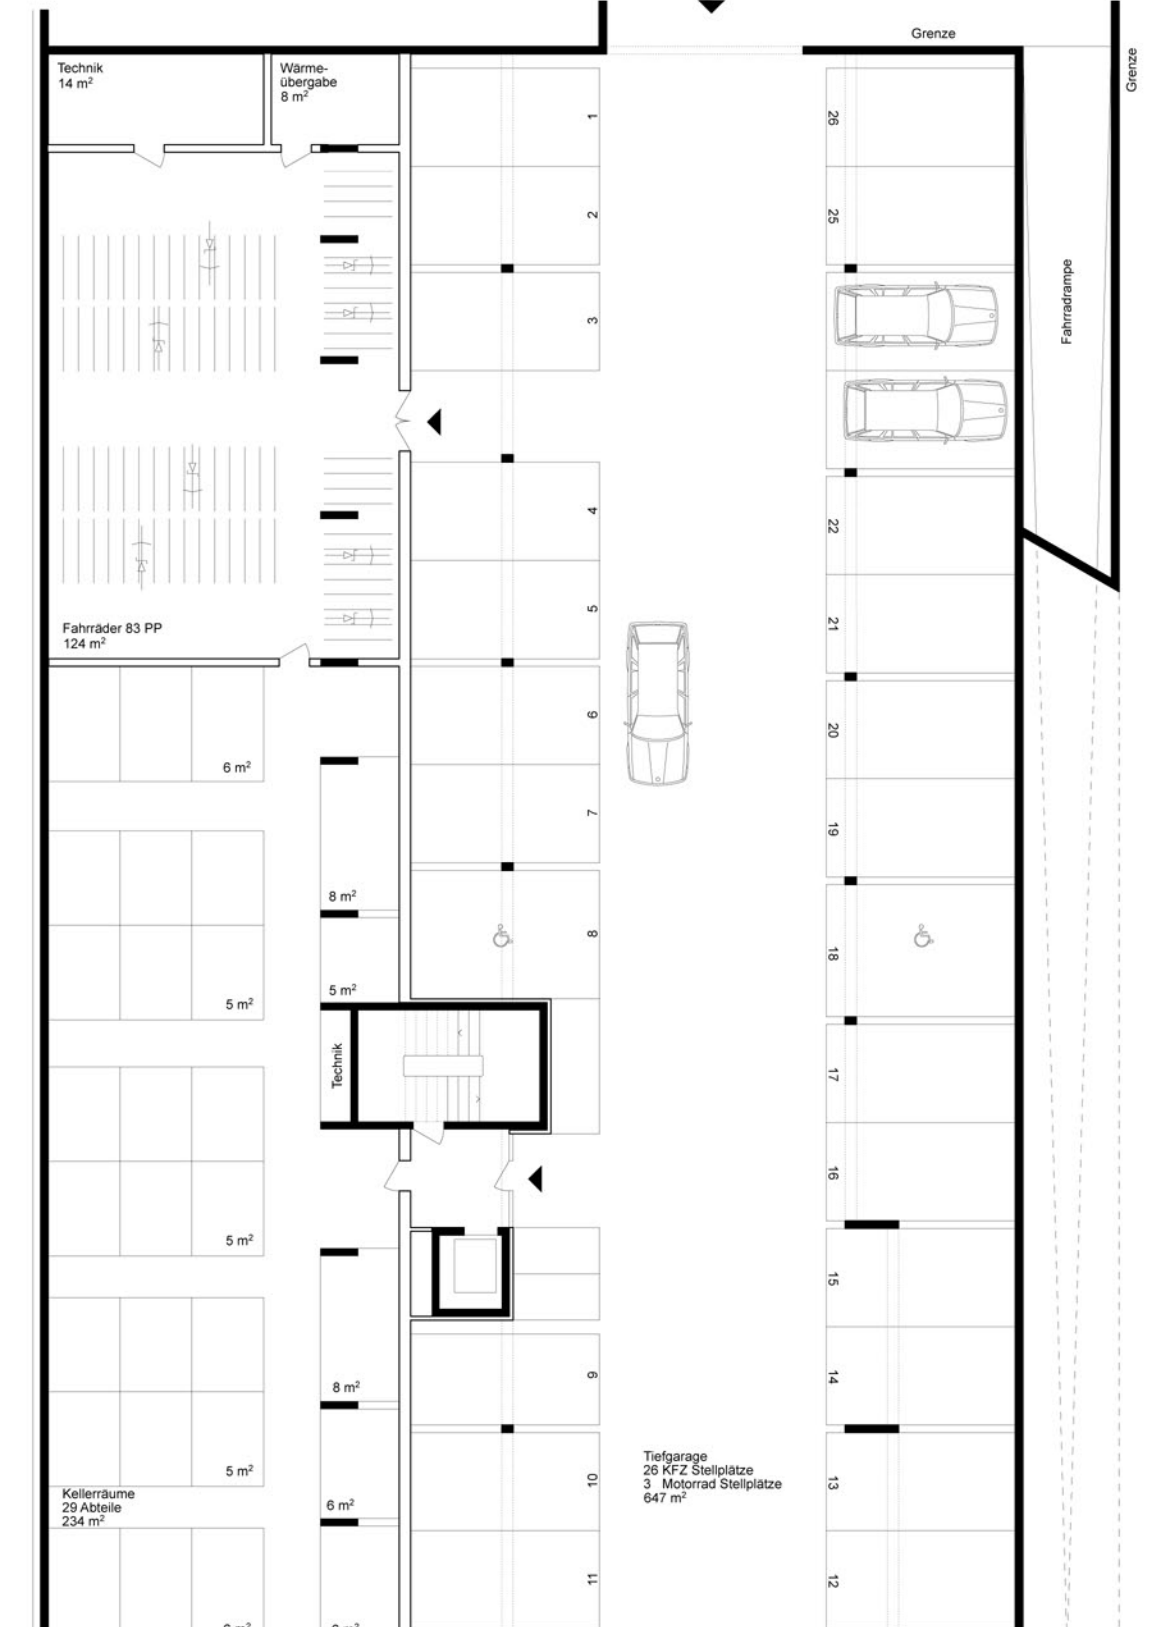 Grenze
Grenze
Technik
14 m²
Wärme-
übergabe
8 m²
1
26
2
25
3
Fahrradrampe
4
22
5
21
Fahrräder 83 PP
124 m²
6
20
6 m²
7
19
8 m²
8
18
5 m²
5 m²
Technik
17
16
5 m²
15
8 m²
9
14
Tiefgarage
26 KFZ Stellplätze
3 Motorrad Stellplätze
647 m²
5 m²
10
13
Kellerräume
29 Abteile
234 m²
6 m²
11
12